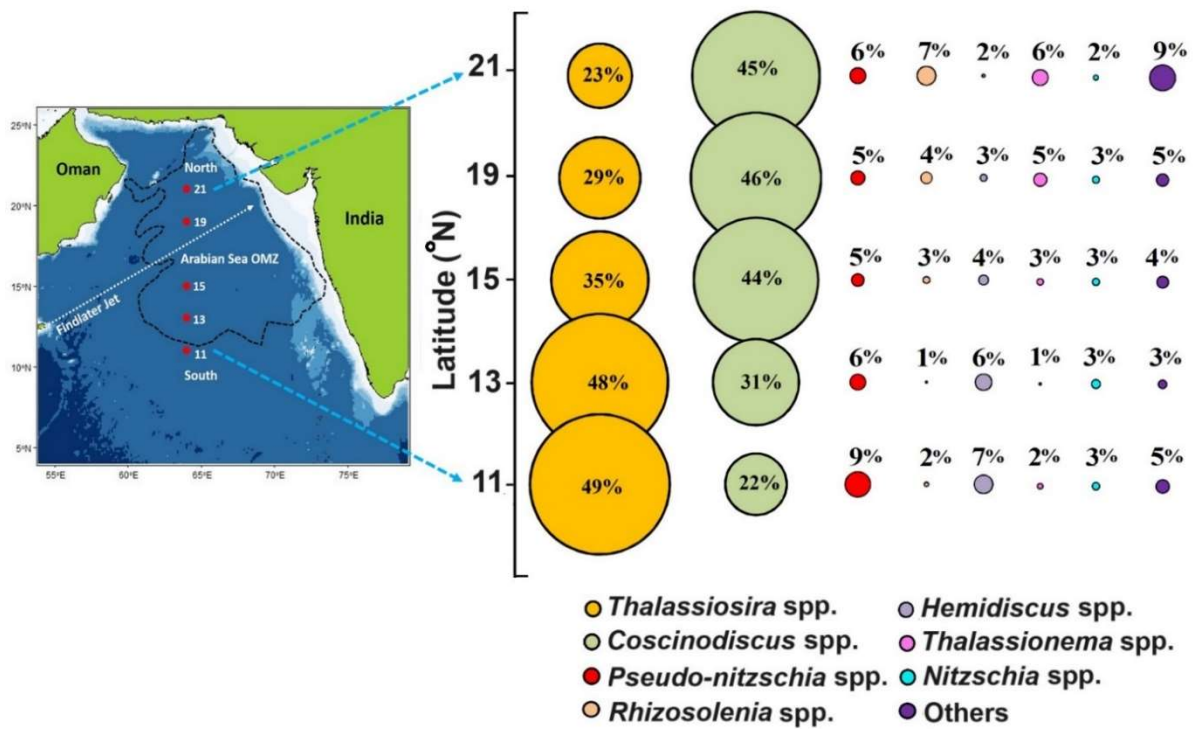 25°N
20°N
15°N
10°N
5°N
55°E 60°E 65°E 70°E 75°E
Oman
India
North
21
19
Arabian Sea OMZ
15
13
11
South
Findlater Jet
Latitude (°N)
21 23% 45% 6% 7% 2% 6% 2% 9%
19 29% 46% 5% 4% 3% 5% 3% 5%
15 35% 44% 5% 3% 4% 3% 3% 4%
13 48% 31% 6% 1% 6% 1% 3% 3%
11 49% 22% 9% 2% 7% 2% 3% 5%
Thalassiosira spp.
Coscinodiscus spp.
Pseudo-nitzschia spp.
Rhizosolenia spp.
Hemidiscus spp.
Thalassionema spp.
Nitzschia spp.
Others